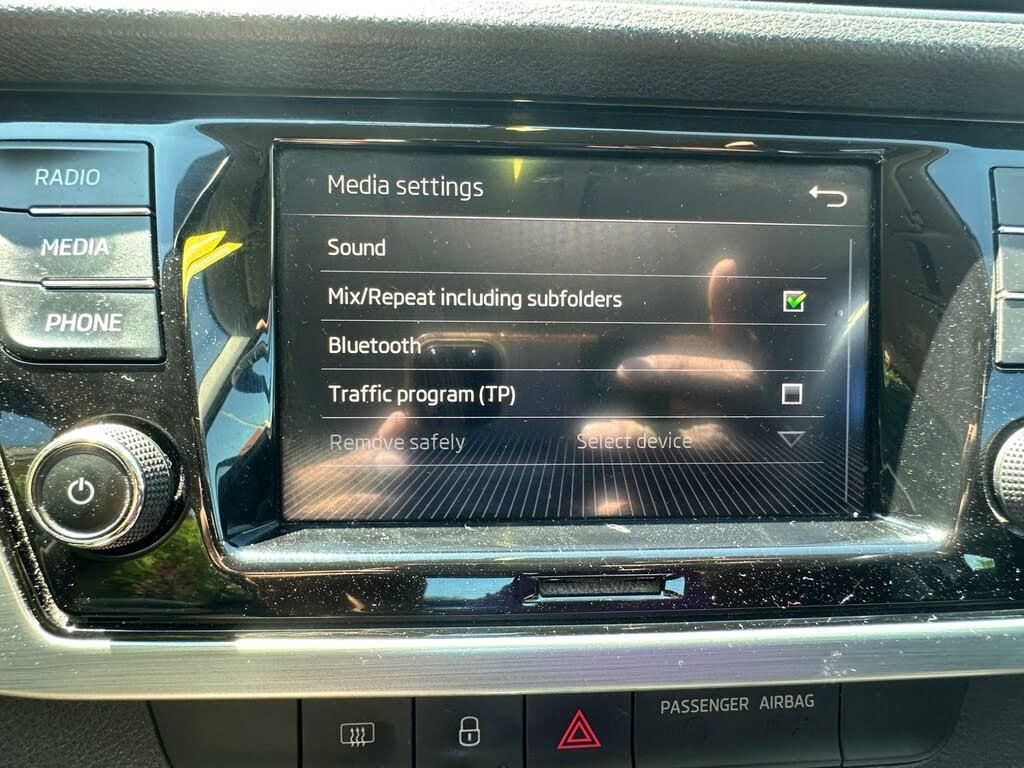 RADIO
MEDIA
PHONE
Media settings
Sound
Mix/Repeat including subfolders
Bluetooth
Traffic program (TP)
Remove safely Select device
PASSENGER AIRBAG